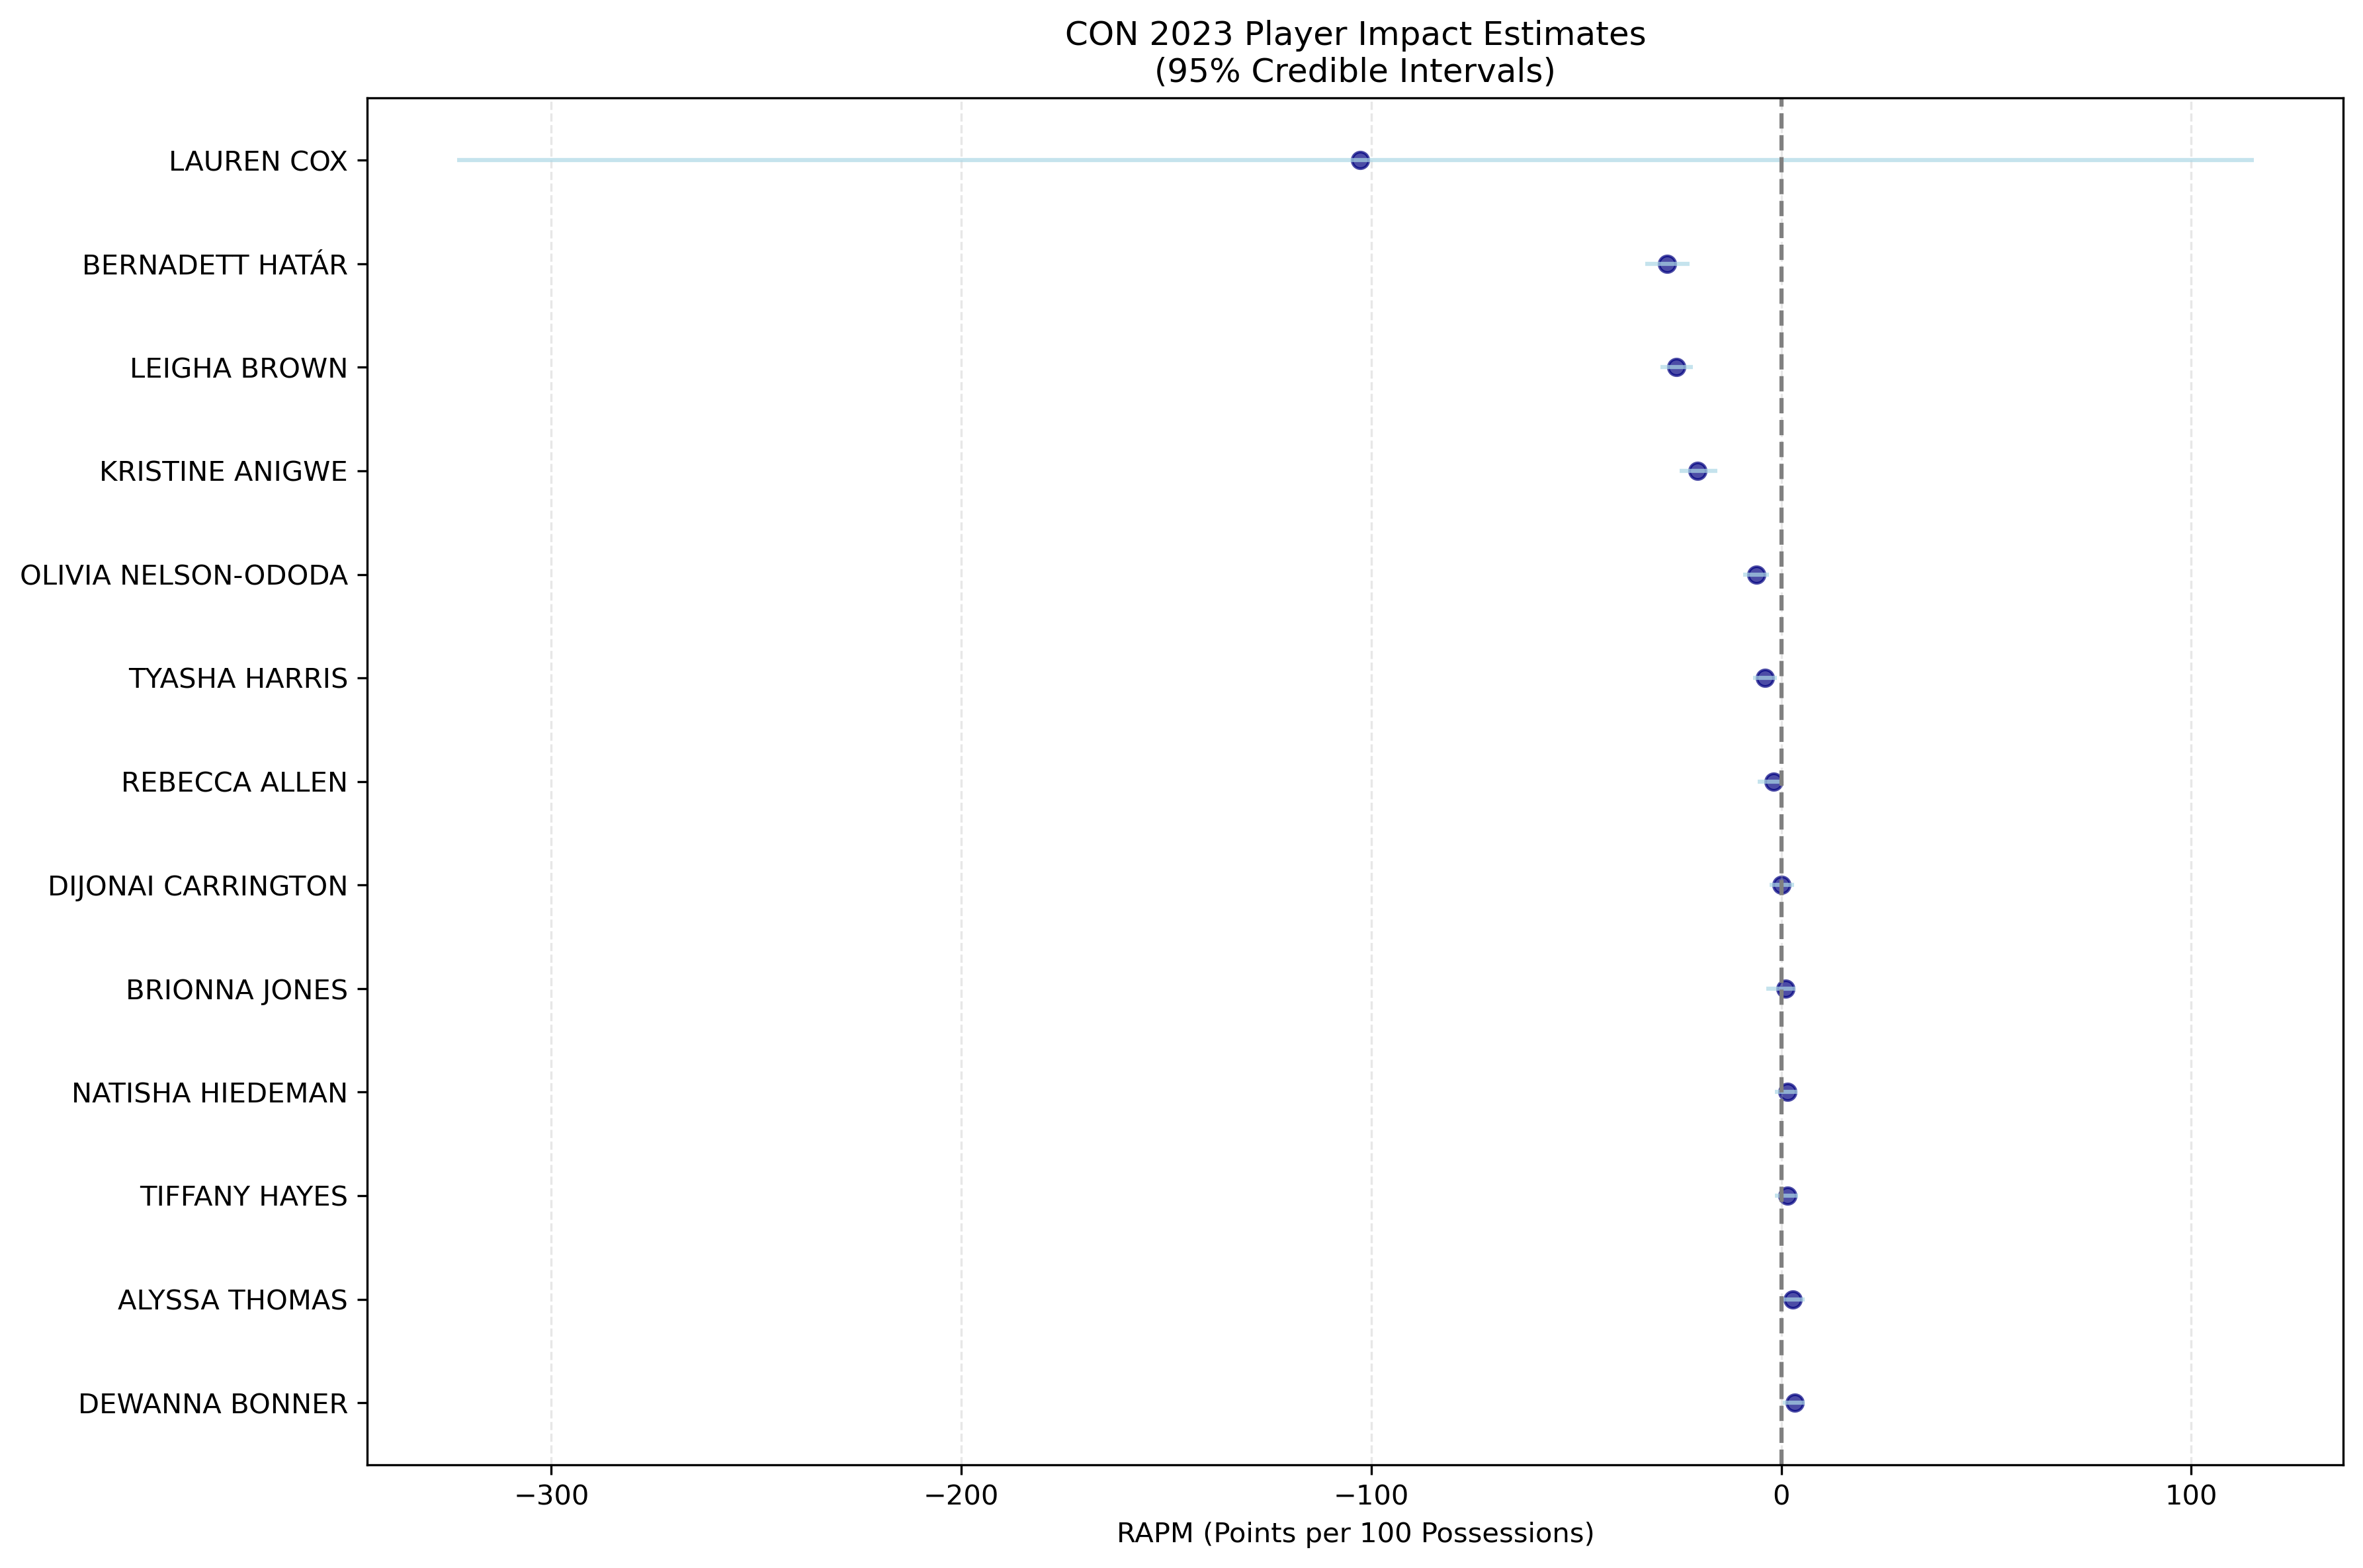 CON 2023 Player Impact Estimates
(95% Credible Intervals)
LAUREN COX
BERNADETT HATÁR
LEIGHA BROWN
KRISTINE ANIGWE
OLIVIA NELSON-ODODA
TYASHA HARRIS
REBECCA ALLEN
DIJONAI CARRINGTON
BRIONNA JONES
NATISHA HIEDEMAN
TIFFANY HAYES
ALYSSA THOMAS
DEWANNA BONNER
−300 −200 −100 0 100
RAPM (Points per 100 Possessions)